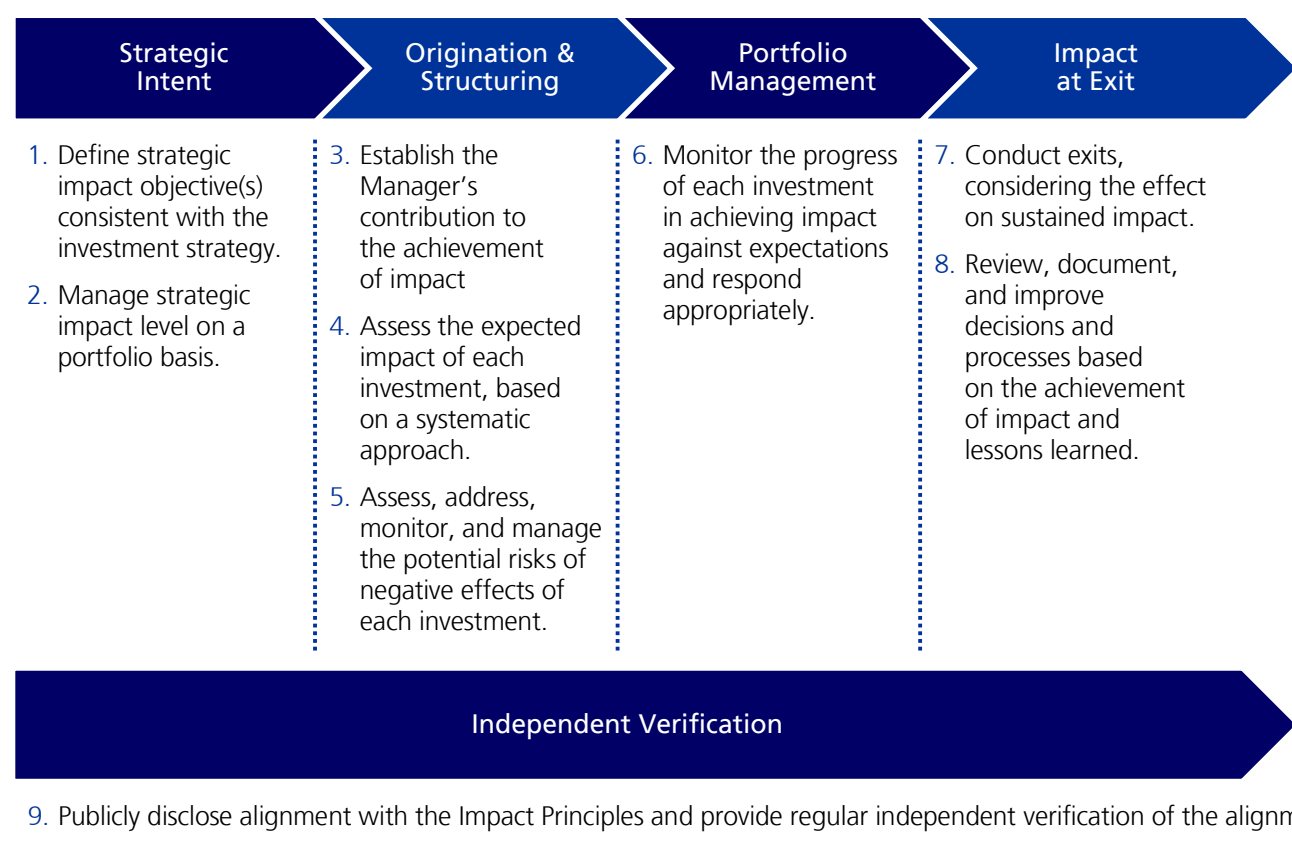 Strategic
Intent
Origination &
Structuring
Portfolio
Management
Impact
at Exit
1. Define strategic
impact objective(s)
consistent with the
investment strategy.
2. Manage strategic
impact level on a
portfolio basis.
3. Establish the
Manager’s
contribution to
the achievement
of impact
4. Assess the expected
impact of each
investment, based
on a systematic
approach.
5. Assess, address,
monitor, and manage
the potential risks of
negative effects of
each investment.
6. Monitor the progress
of each investment
in achieving impact
against expectations
and respond
appropriately.
7. Conduct exits,
considering the effect
on sustained impact.
8. Review, document,
and improve
decisions and
processes based
on the achievement
of impact and
lessons learned.
Independent Verification
9. Publicly disclose alignment with the Impact Principles and provide regular independent verification of the